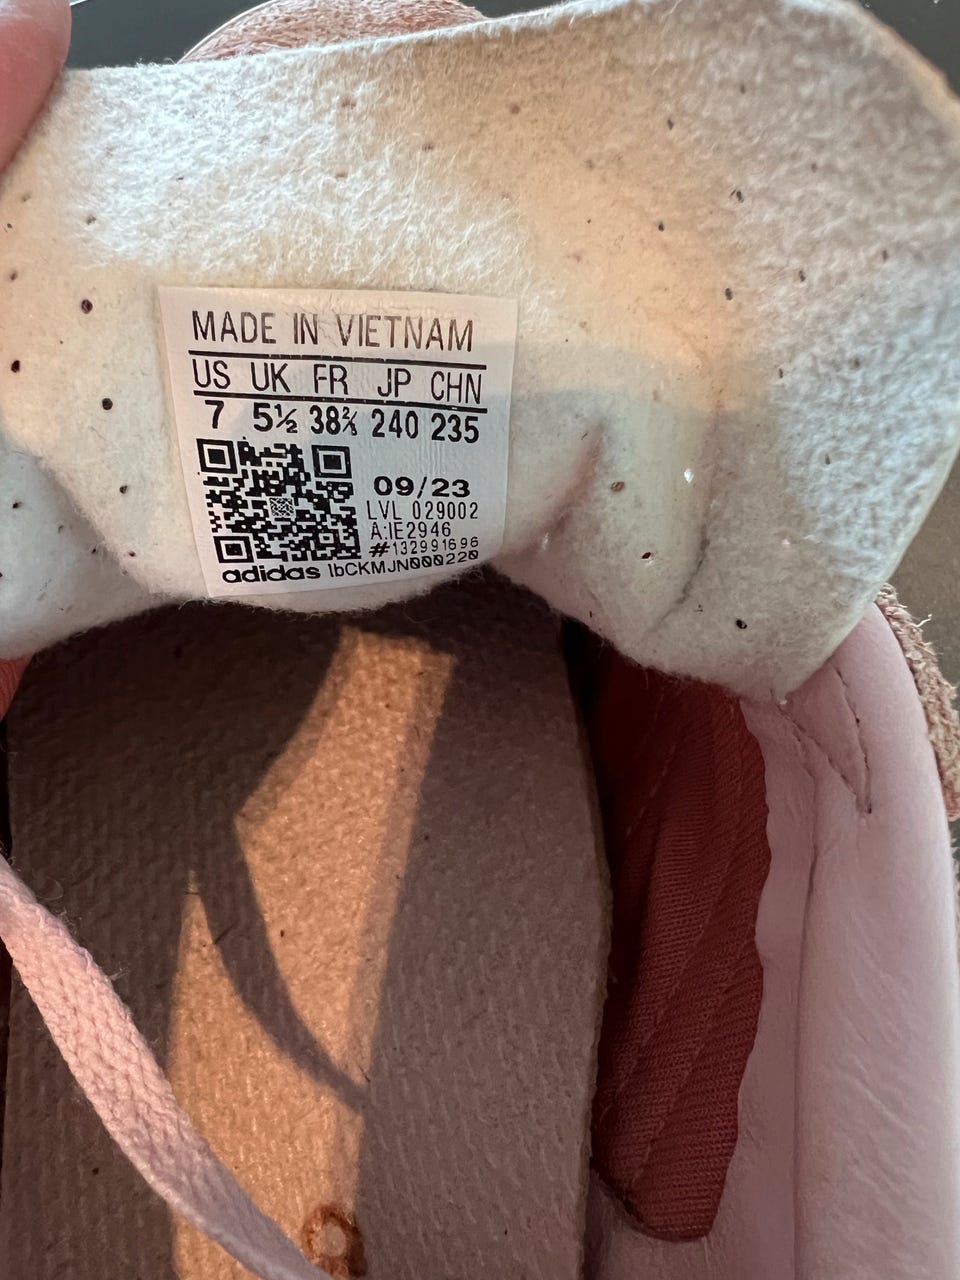 MADE IN VIETNAM
US UK FR JP CHN
7 5½ 38⅔ 240 235
09/23
LVL 029002
A:IE2946
#132991696
adidas IbCKMJN000220